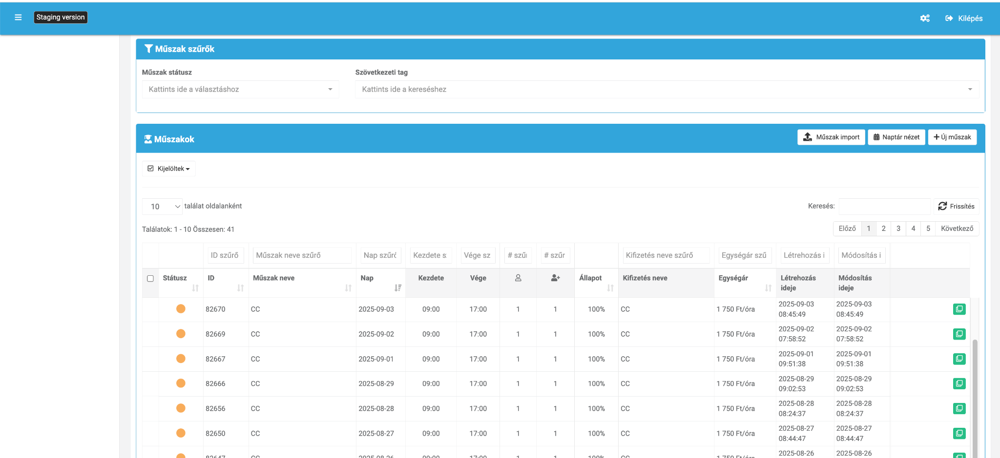 Staging version
Kilépés
Műszak szűrők
Műszak státusz
Szövetkezeti tag
Kattints ide a választáshoz
Kattints ide a kereséshez
Műszakok
Műszak import
Naptár nézet
Új műszak
Kijelöltek
10 találat oldalanként
Keresés:
Frissítés
Találatok: 1 - 10 Összesen: 41
Előző 1 2 3 4 5 Következő
ID szűrő Műszak neve szűrő Nap szűrő Kezdete s: Vége sz # szűr # szűr Kifizetés neve szűrő Egységár szű Létrehozás i Módosítás i
Státusz ID Műszak neve Nap Kezdete Vége Állapot Kifizetés neve Egységár Létrehozás ideje Módosítás ideje
82670 CC 2025-09-03 09:00 17:00 1 1 100% CC 1 750 Ft/óra 2025-09-03 08:45:49 2025-09-03 08:45:49
82669 CC 2025-09-02 09:00 17:00 1 1 100% CC 1 750 Ft/óra 2025-09-02 07:58:52 2025-09-02 07:58:52
82667 CC 2025-09-01 09:00 17:00 1 1 100% CC 1 750 Ft/óra 2025-09-01 09:51:38 2025-09-01 09:51:38
82666 CC 2025-08-29 09:00 17:00 1 1 100% CC 1 750 Ft/óra 2025-08-29 09:02:53 2025-08-29 09:02:53
82656 CC 2025-08-28 09:00 17:00 1 1 100% CC 1 750 Ft/óra 2025-08-28 08:24:37 2025-08-28 08:24:37
82650 CC 2025-08-27 09:00 17:00 1 1 100% CC 1 750 Ft/óra 2025-08-27 08:44:47 2025-08-27 08:44:47
82647 CC 2025-08-26 09:00 17:00 1 1 100% CC 1 750 Ft/óra 2025-08-26 2025-08-26